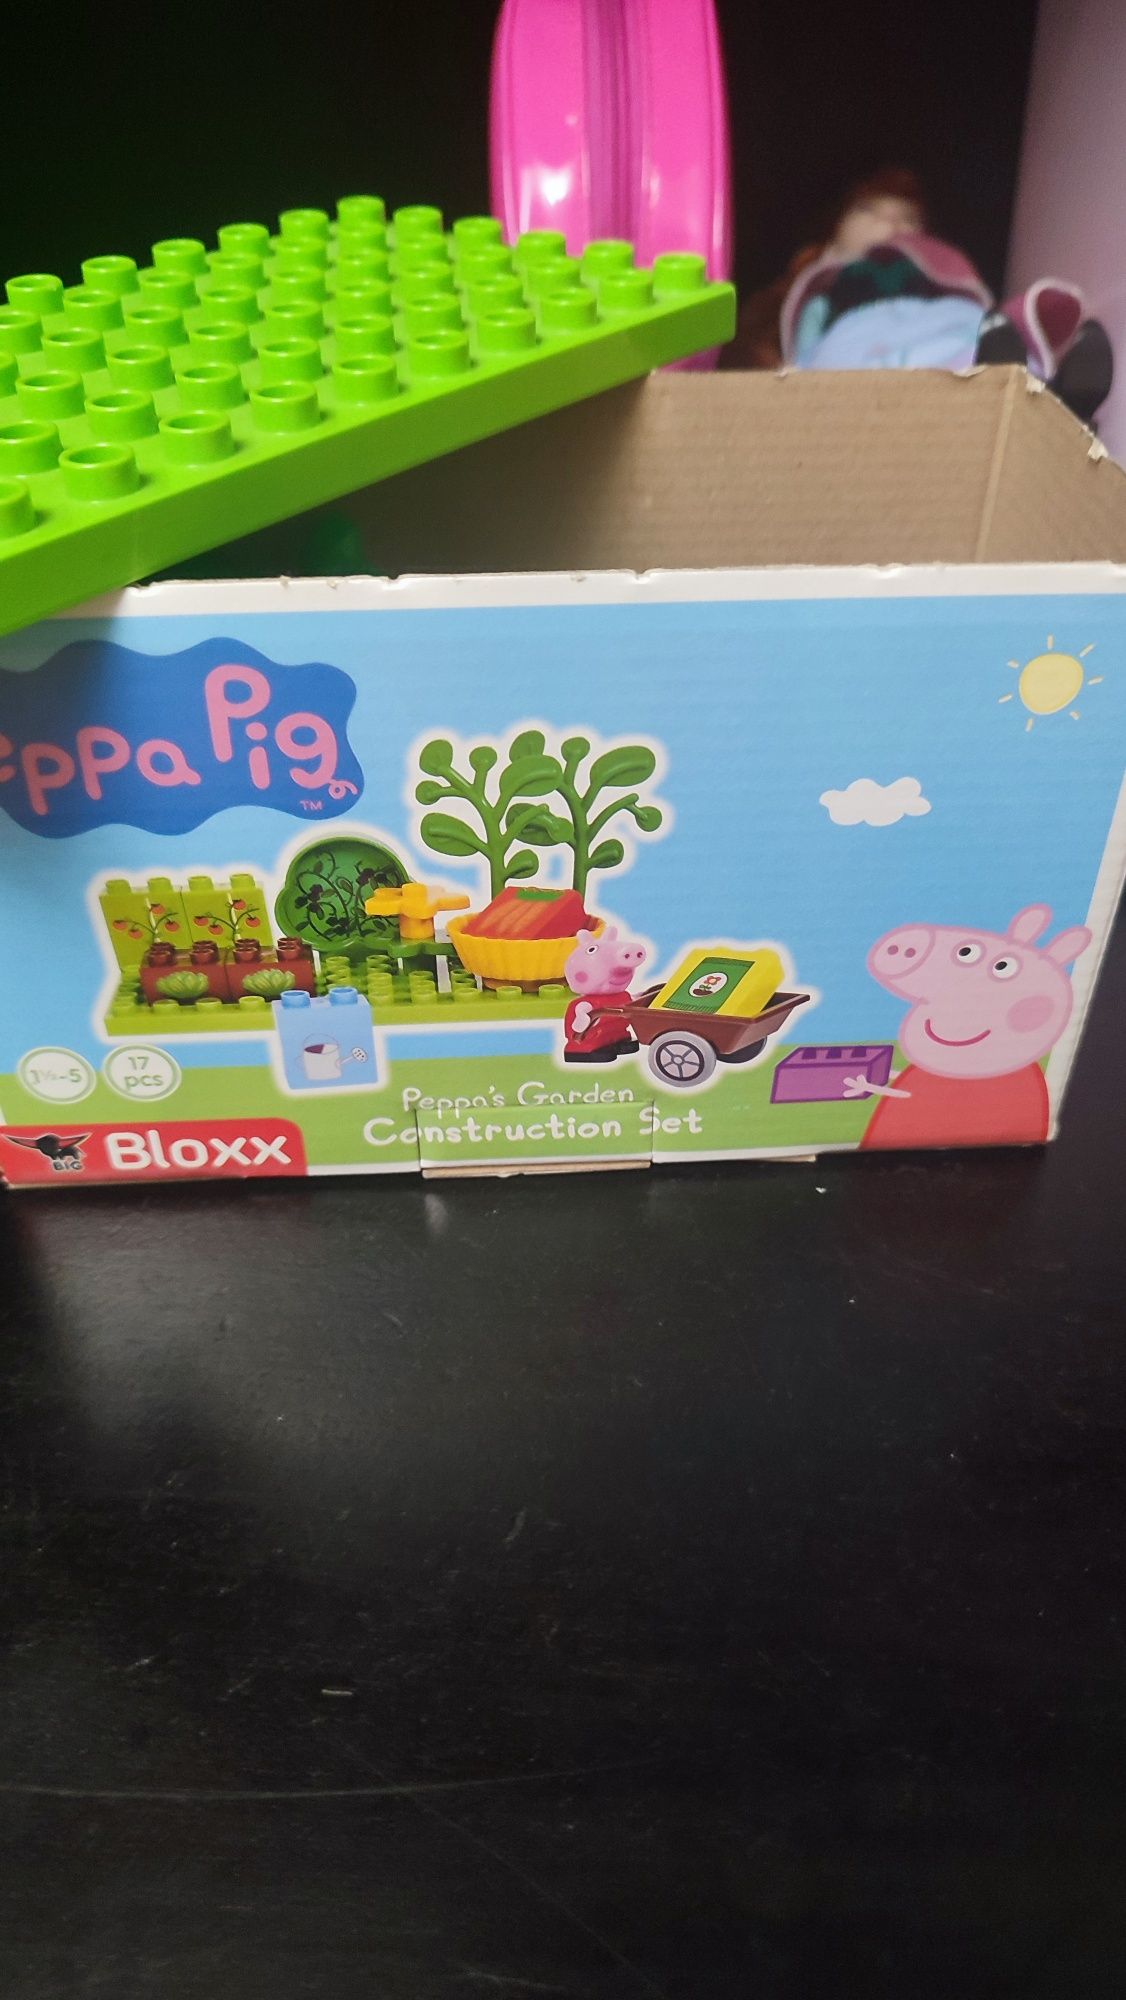 eppa Pig
TM
1½-5
17
pcs
Peppa's Garden
Construction Set
BIG
Bloxx